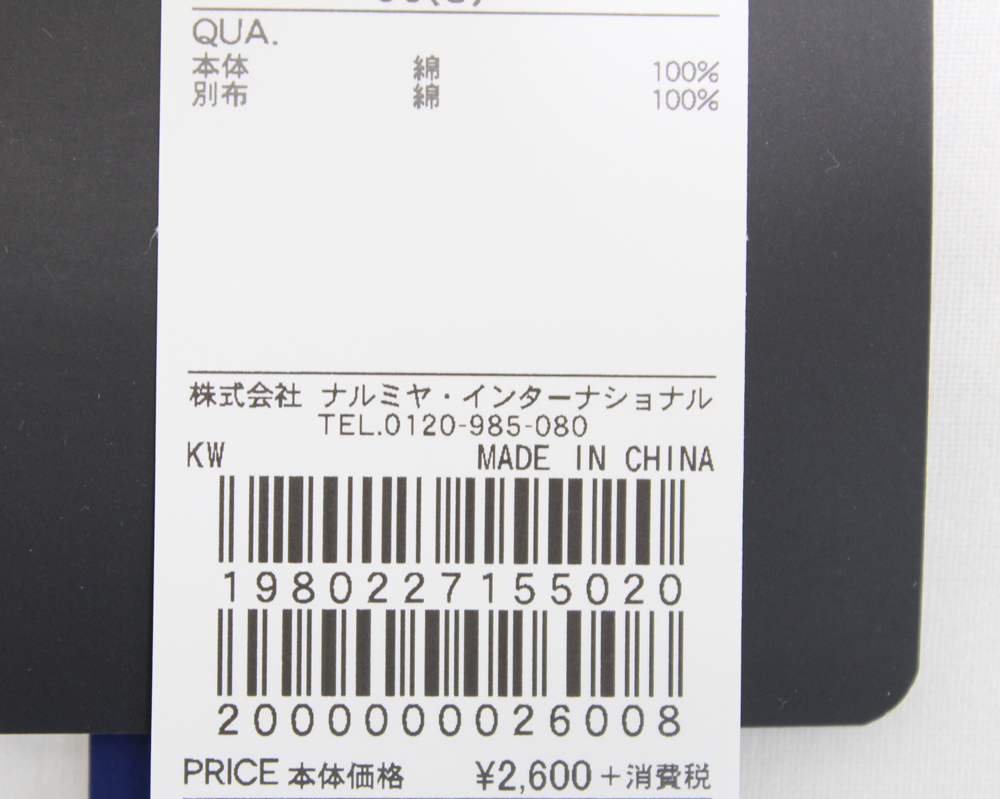 QUA.
本体 綿 100%
別布 綿 100%
株式会社 ナルミヤ・インターナショナル
TEL.0120-985-080
KW MADE IN CHINA
1980227155020
2000000026008
PRICE 本体価格 ¥2,600+消費税